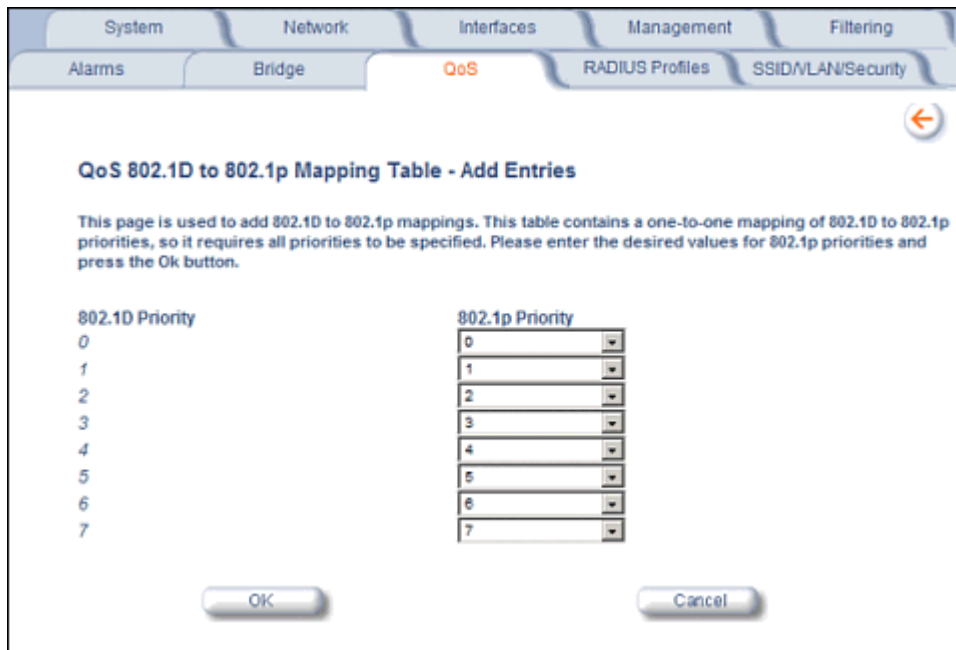 System Network Interfaces Management Filtering
Alarms Bridge QoS RADIUS Profiles SSID/VLAN/Security
QoS 802.1D to 802.1p Mapping Table - Add Entries
This page is used to add 802.1D to 802.1p mappings. This table contains a one-to-one mapping of 802.1D to 802.1p
priorities, so it requires all priorities to be specified. Please enter the desired values for 802.1p priorities and
press the Ok button.
802.1D Priority 802.1p Priority
0 0
1 1
2 2
3 3
4 4
5 5
6 6
7 7
OK Cancel